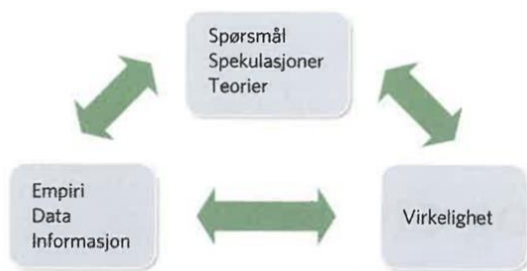 Spørsmål
Spekulasjoner
Teorier
Empiri
Data
Informasjon
Virkelighet